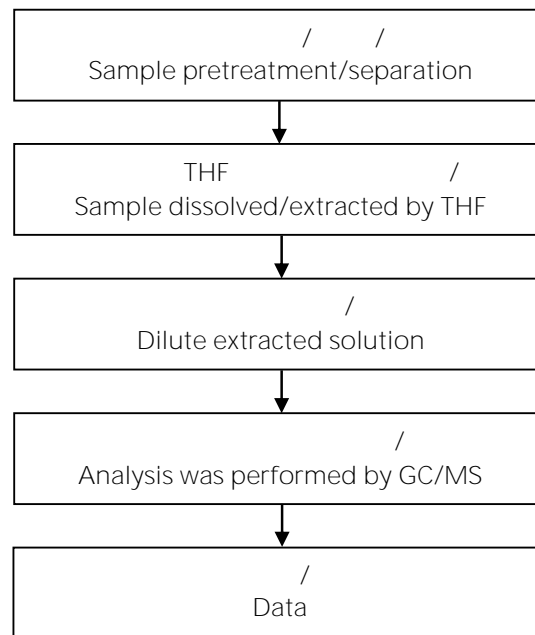 / /
Sample pretreatment/separation
THF /
Sample dissolved/extracted by THF
/
Dilute extracted solution
/
Analysis was performed by GC/MS
/
Data